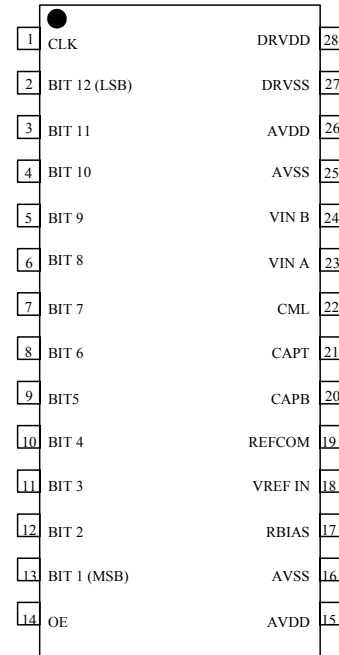 1 CLK DRVDD 28
2 BIT 12 (LSB) DRVSS 27
3 BIT 11 AVDD 26
4 BIT 10 AVSS 25
5 BIT 9 VIN B 24
6 BIT 8 VIN A 23
7 BIT 7 CML 22
8 BIT 6 CAPT 21
9 BIT5 CAPB 20
10 BIT 4 REFCOM 19
11 BIT 3 VREF IN 18
12 BIT 2 RBIAS 17
13 BIT 1 (MSB) AVSS 16
14 OE AVDD 15